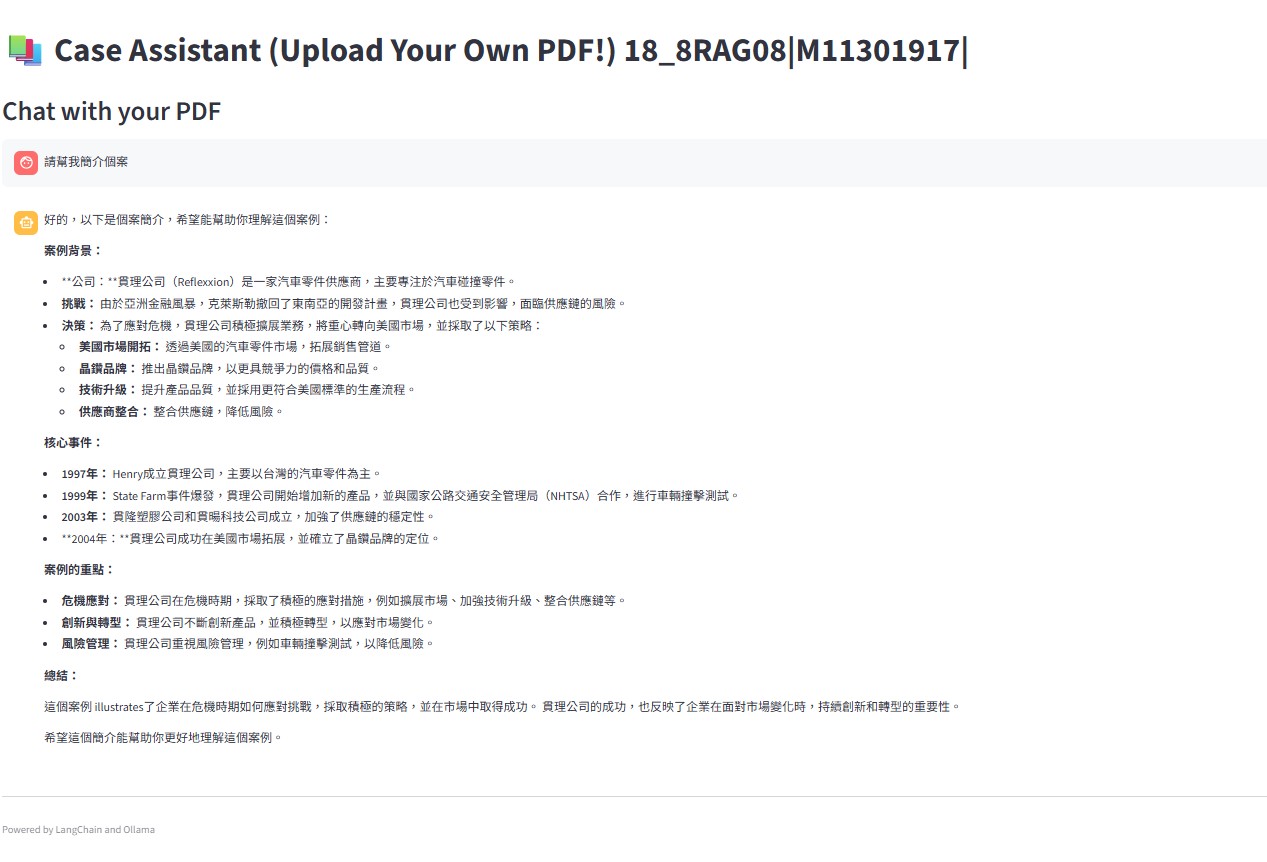 Case Assistant (Upload Your Own PDF!) 18_8RAG08|M11301917|
Chat with your PDF
請幫我簡介個案
好的，以下是個案簡介，希望能幫助你理解這個案例：
案例背景：
**公司：**貫理公司（Reflexxion）是一家汽車零件供應商，主要專注於汽車碰撞零件。
挑戰： 由於亞洲金融風暴，克萊斯勒撤回了東南亞的開發計畫，貫理公司也受到影響，面臨供應鏈的風險。
決策： 為了應對危機，貫理公司積極擴展業務，將重心轉向美國市場，並採取了以下策略：
美國市場開拓： 透過美國的汽車零件市場，拓展銷售管道。
晶鑽品牌： 推出晶鑽品牌，以更具競爭力的價格和品質。
技術升級： 提升產品品質，並採用更符合美國標準的生產流程。
供應商整合： 整合供應鏈，降低風險。
核心事件：
1997年： Henry成立貫理公司，主要以台灣的汽車零件為主。
1999年： State Farm事件爆發，貫理公司開始增加新的產品，並與國家公路交通安全管理局（NHTSA）合作，進行車輛撞擊測試。
2003年： 貫隆塑膠公司和貫暘科技公司成立，加強了供應鏈的穩定性。
**2004年：**貫理公司成功在美國市場拓展，並確立了晶鑽品牌的定位。
案例的重點：
危機應對： 貫理公司在危機時期，採取了積極的應對措施，例如擴展市場、加強技術升級、整合供應鏈等。
創新與轉型： 貫理公司不斷創新產品，並積極轉型，以應對市場變化。
風險管理： 貫理公司重視風險管理，例如車輛撞擊測試，以降低風險。
總結：
這個案例 illustrates了企業在危機時期如何應對挑戰，採取積極的策略，並在市場中取得成功。 貫理公司的成功，也反映了企業在面對市場變化時，持續創新和轉型的重要性。
希望這個簡介能幫助你更好地理解這個案例。
Powered by LangChain and Ollama